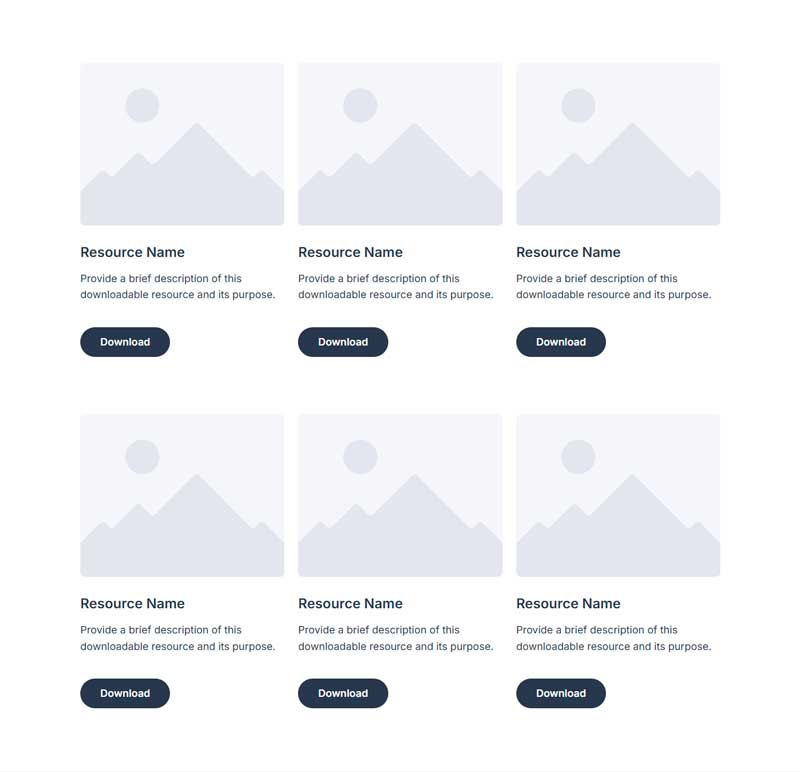 Resource Name
Resource Name
Resource Name
Provide a brief description of this
downloadable resource and its purpose.
Provide a brief description of this
downloadable resource and its purpose.
Provide a brief description of this
downloadable resource and its purpose.
Download
Download
Download
Resource Name
Resource Name
Resource Name
Provide a brief description of this
downloadable resource and its purpose.
Provide a brief description of this
downloadable resource and its purpose.
Provide a brief description of this
downloadable resource and its purpose.
Download
Download
Download